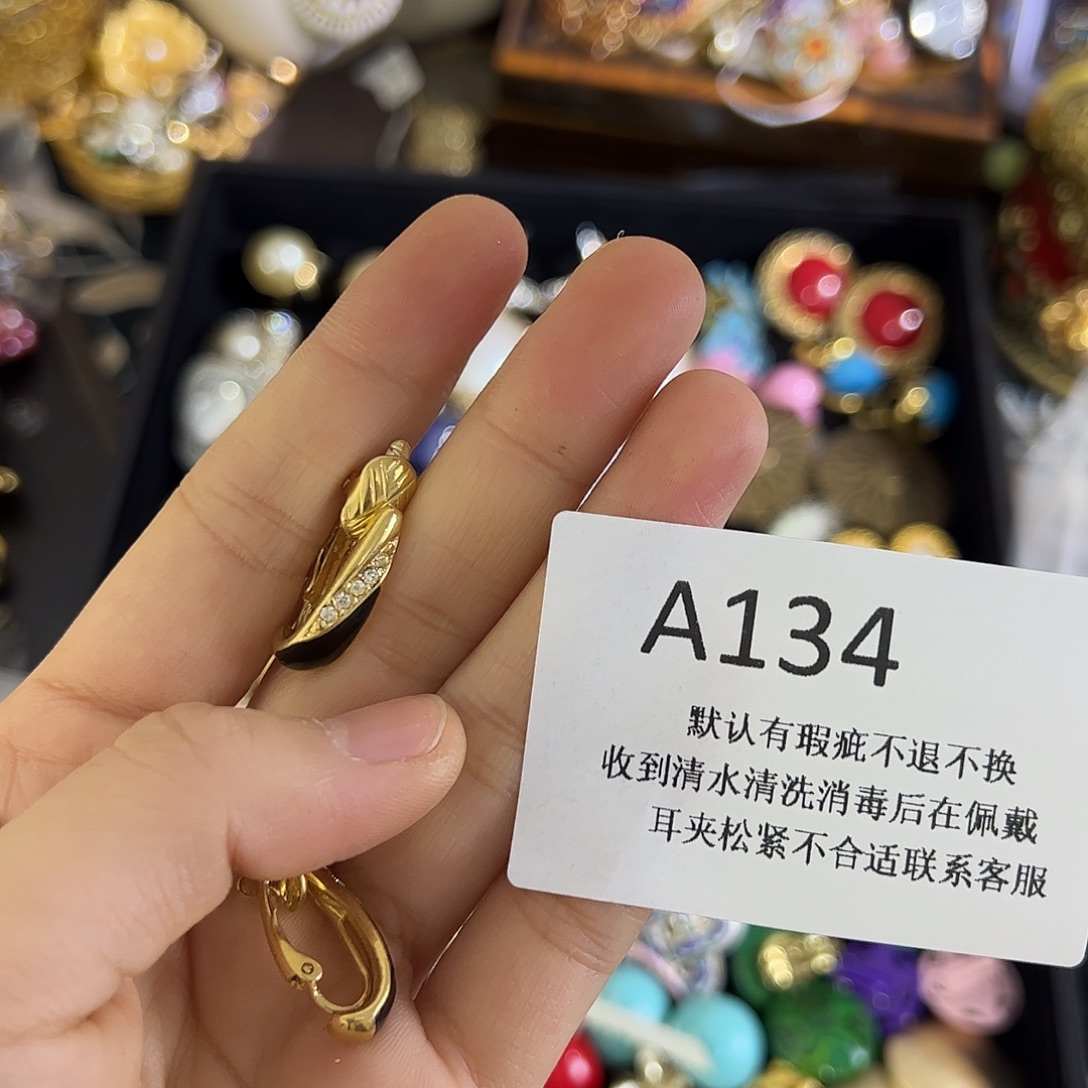 A134
默认有瑕疵不退不换
收到清水清洗消毒后在佩戴
耳夹松紧不合适联系客服